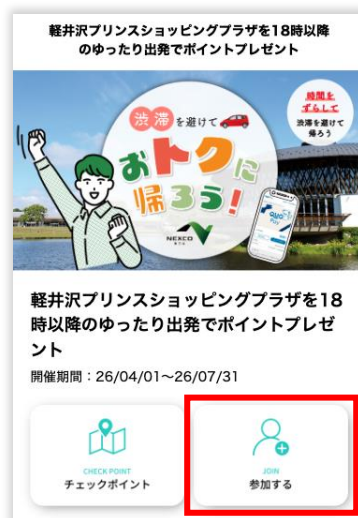 軽井沢プリンスショッピングプラザを18時以降
のゆったり出発でポイントプレゼント
渋滞を避けて
おトクに
帰ろう！
時間を
ずらして
渋滞を避けて
帰ろう
NEXCO
QUO
Pay
軽井沢プリンスショッピングプラザを18
時以降のゆったり出発でポイントプレゼ
ント
開催期間：26/04/01〜26/07/31
CHECK POINT
チェックポイント
JOIN
参加する